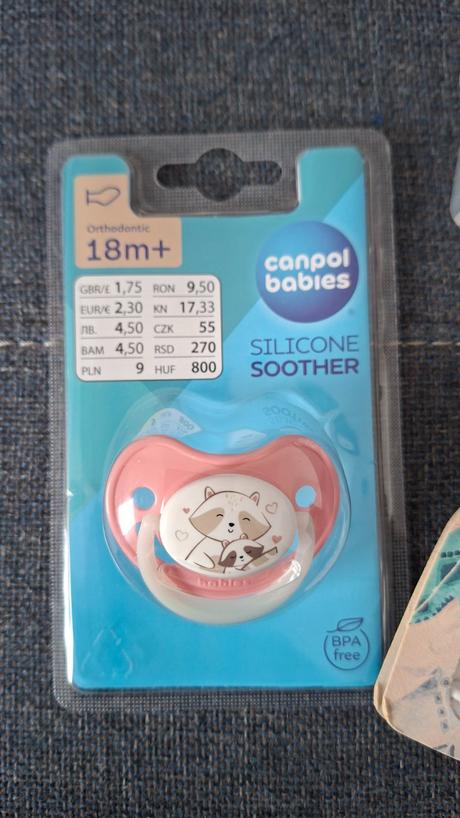 Orthodontic
18m+
canpol
babies
GBR/£ 1,75 RON 9,50
EUR/€ 2,30 KN 17,33
ЛВ. 4,50 CZK 55
BAM 4,50 RSD 270
PLN 9 HUF 800
SILICONE
SOOTHER
babies
BPA
free